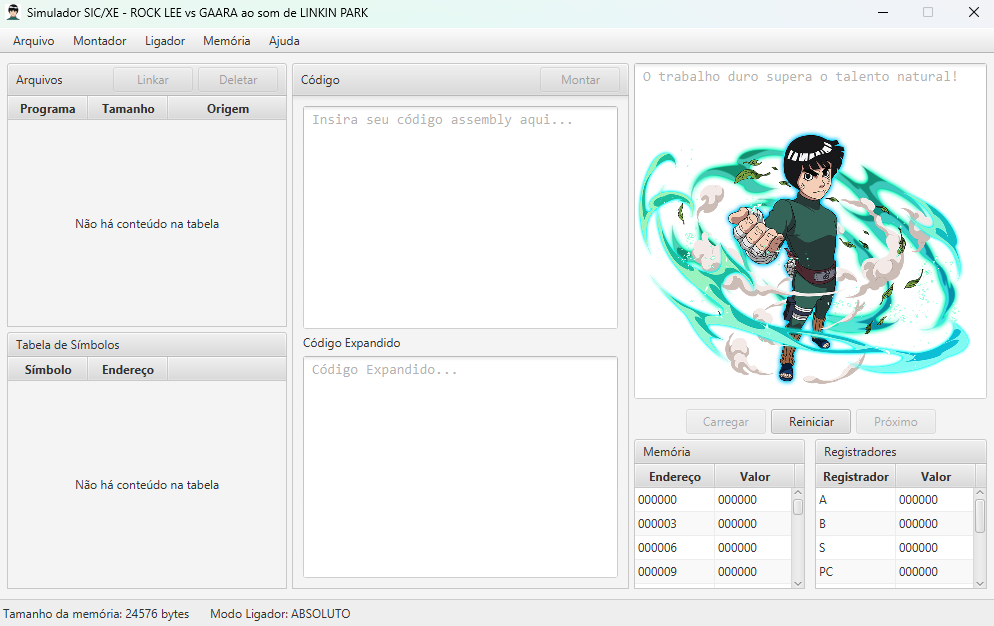 Simulador SIC/XE - ROCK LEE vs GAARA ao som de LINKIN PARK
Arquivo Montador Ligador Memória Ajuda
Arquivos Linkar Deletar
Programa Tamanho Origem
Não há conteúdo na tabela
Tabela de Símbolos
Símbolo Endereço
Não há conteúdo na tabela
Código Montar
Insira seu código assembly aqui...
Código Expandido
Código Expandido...
O trabalho duro supera o talento natural!
Carregar Reiniciar Próximo
Memória
Endereço Valor
000000 000000
000003 000000
000006 000000
000009 000000
Registradores
Registrador Valor
A 000000
B 000000
S 000000
PC 000000
Tamanho da memória: 24576 bytes Modo Ligador: ABSOLUTO